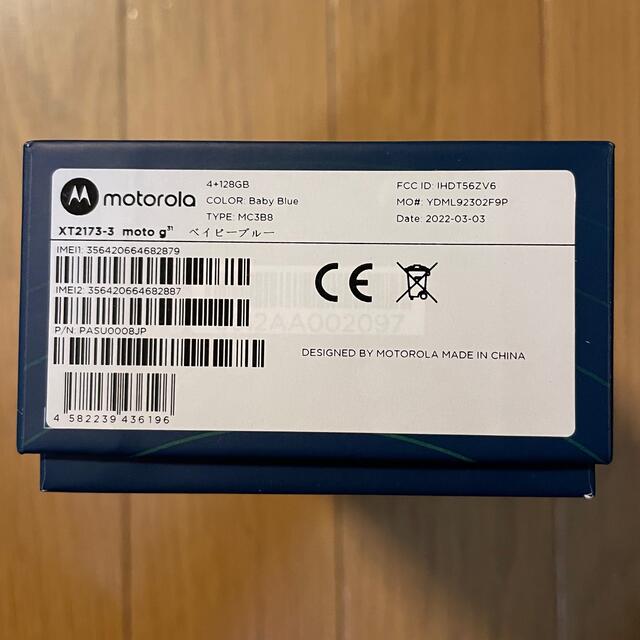 motorola
4+128GB
COLOR: Baby Blue
TYPE: MC3B8
FCC ID: IHDT56ZV6
MO#: YDML92302F9P
Date: 2022-03-03
XT2173-3 moto g³¹ ベイビーブルー
IMEI1: 356420664682879
IMEI2: 356420664682887
P/N: PASU0008JP
CE
2AA002097
DESIGNED BY MOTOROLA MADE IN CHINA
4 582239 436196